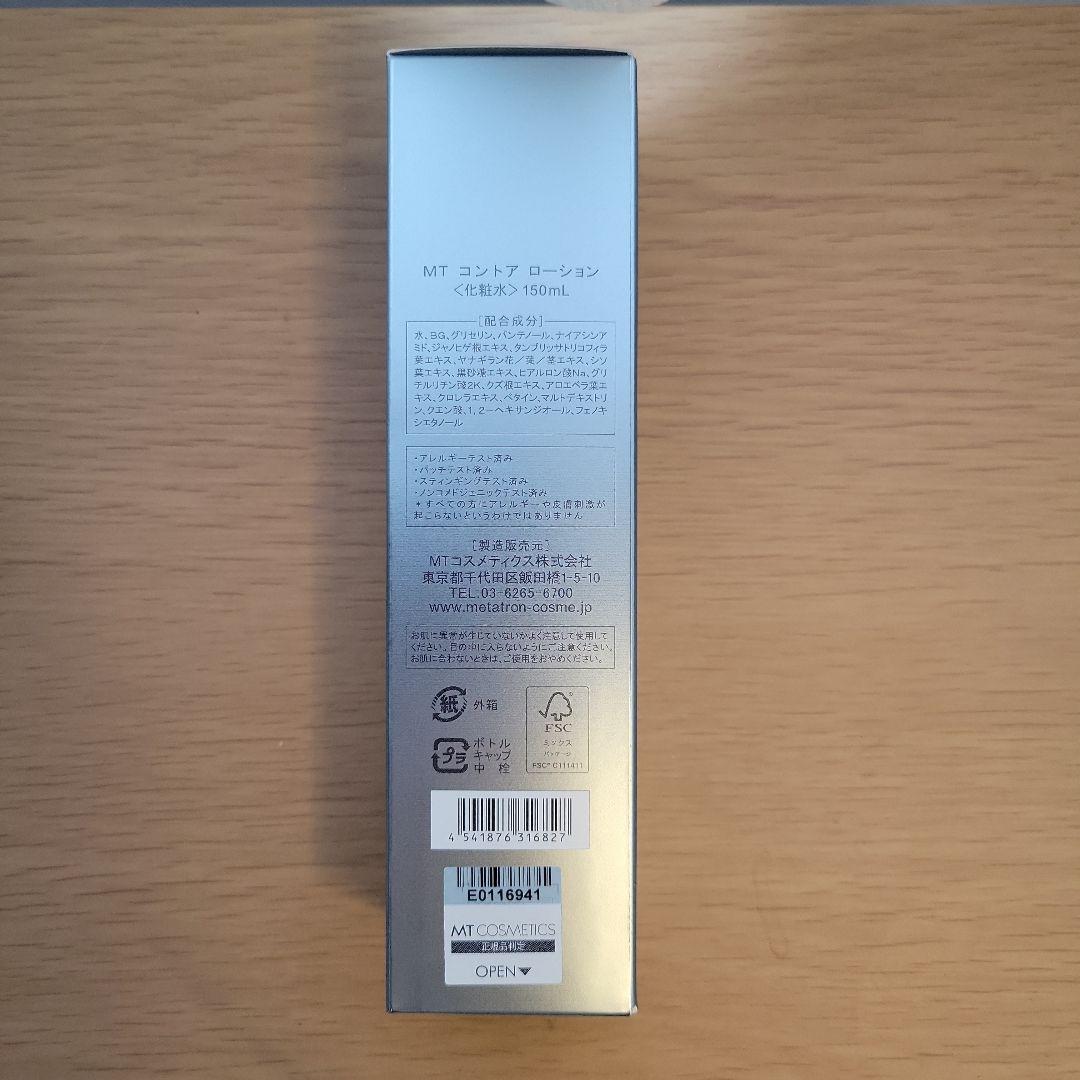 MT コントア ローション
<化粧水>150mL
[配合成分]
水、BG、グリセリン、パンテノール、ナイアシンア
ミド、ジャノヒゲ根エキス、タンブリッサトリコフィラ
葉エキス、ヤナギラン花/葉/茎エキス、シソ
葉エキス、黒砂糖エキス、ヒアルロン酸Na、グリ
チルリチン酸2K、クズ根エキス、アロエベラ葉エ
キス、クロレラエキス、ベタイン、マルトデキストリ
ン、クエン酸、1,2-ヘキサンジオール、フェノキ
シエタノール
・アレルギーテスト済み
・パッチテスト済み
・スティンギングテスト済み
・ノンコメドジェニックテスト済み
*すべての方にアレルギーや皮膚刺激が
起こらないというわけではありません
[製造販売元]
MTコスメティクス株式会社
東京都千代田区飯田橋1-5-10
TEL.03-6265-6700
www.metatron-cosme.jp
お肌に異常が生じていないかよく注意して使用して
ください。目の中に入らないようにご注意ください。
お肌に合わないときは、ご使用をおやめください。
紙 外箱
プラ ボトル
キャップ
中栓
FSC
ミックス
パッケージ
FSC® C111411
4 541876 316827
E0116941
MT COSMETICS
正規品判定
OPEN▼